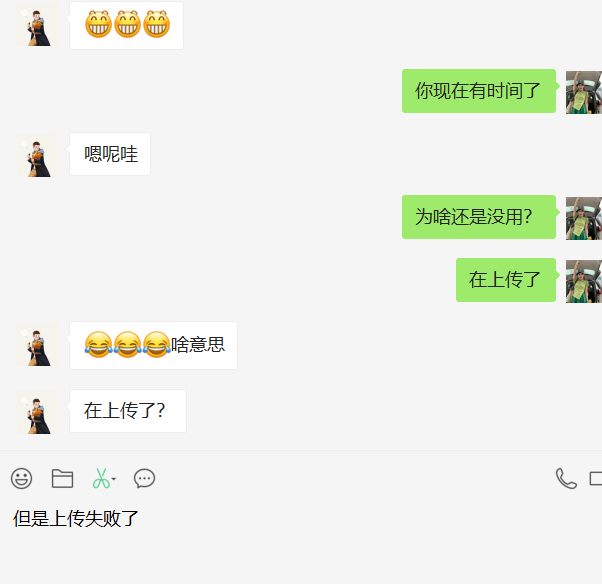 😁😁😁
你现在有时间了
嗯呢哇
为啥还是没用？
在上传了
😂😂😂啥意思
在上传了？
但是上传失败了